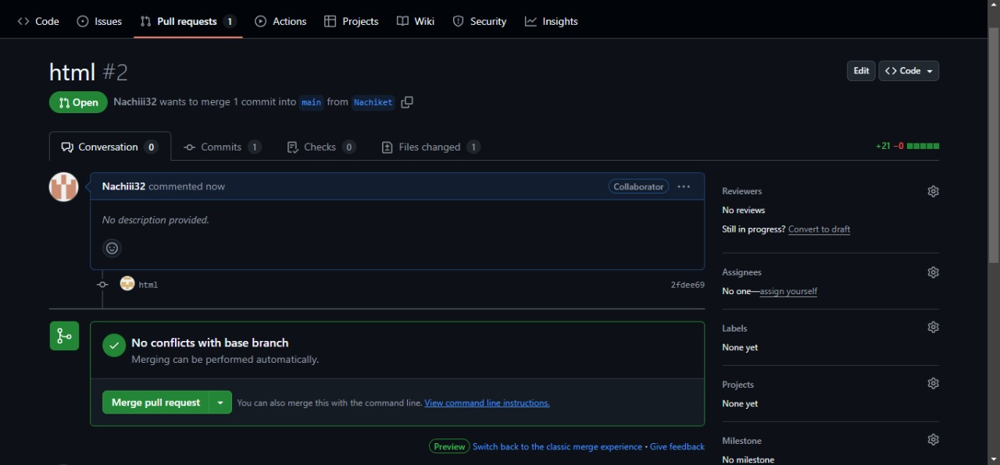 Code Issues Pull requests 1 Actions Projects Wiki Security Insights
html #2
Edit <> Code
Open Nachiii32 wants to merge 1 commit into main from Nachiket
Conversation 0 Commits 1 Checks 0 Files changed 1
+21 −0
Nachiii32 commented now
Collaborator
No description provided.
html 2fdee69
No conflicts with base branch
Merging can be performed automatically.
Merge pull request You can also merge this with the command line. View command line instructions.
Preview Switch back to the classic merge experience • Give feedback
Reviewers
No reviews
Still in progress? Convert to draft
Assignees
No one—assign yourself
Labels
None yet
Projects
None yet
Milestone
No milestone